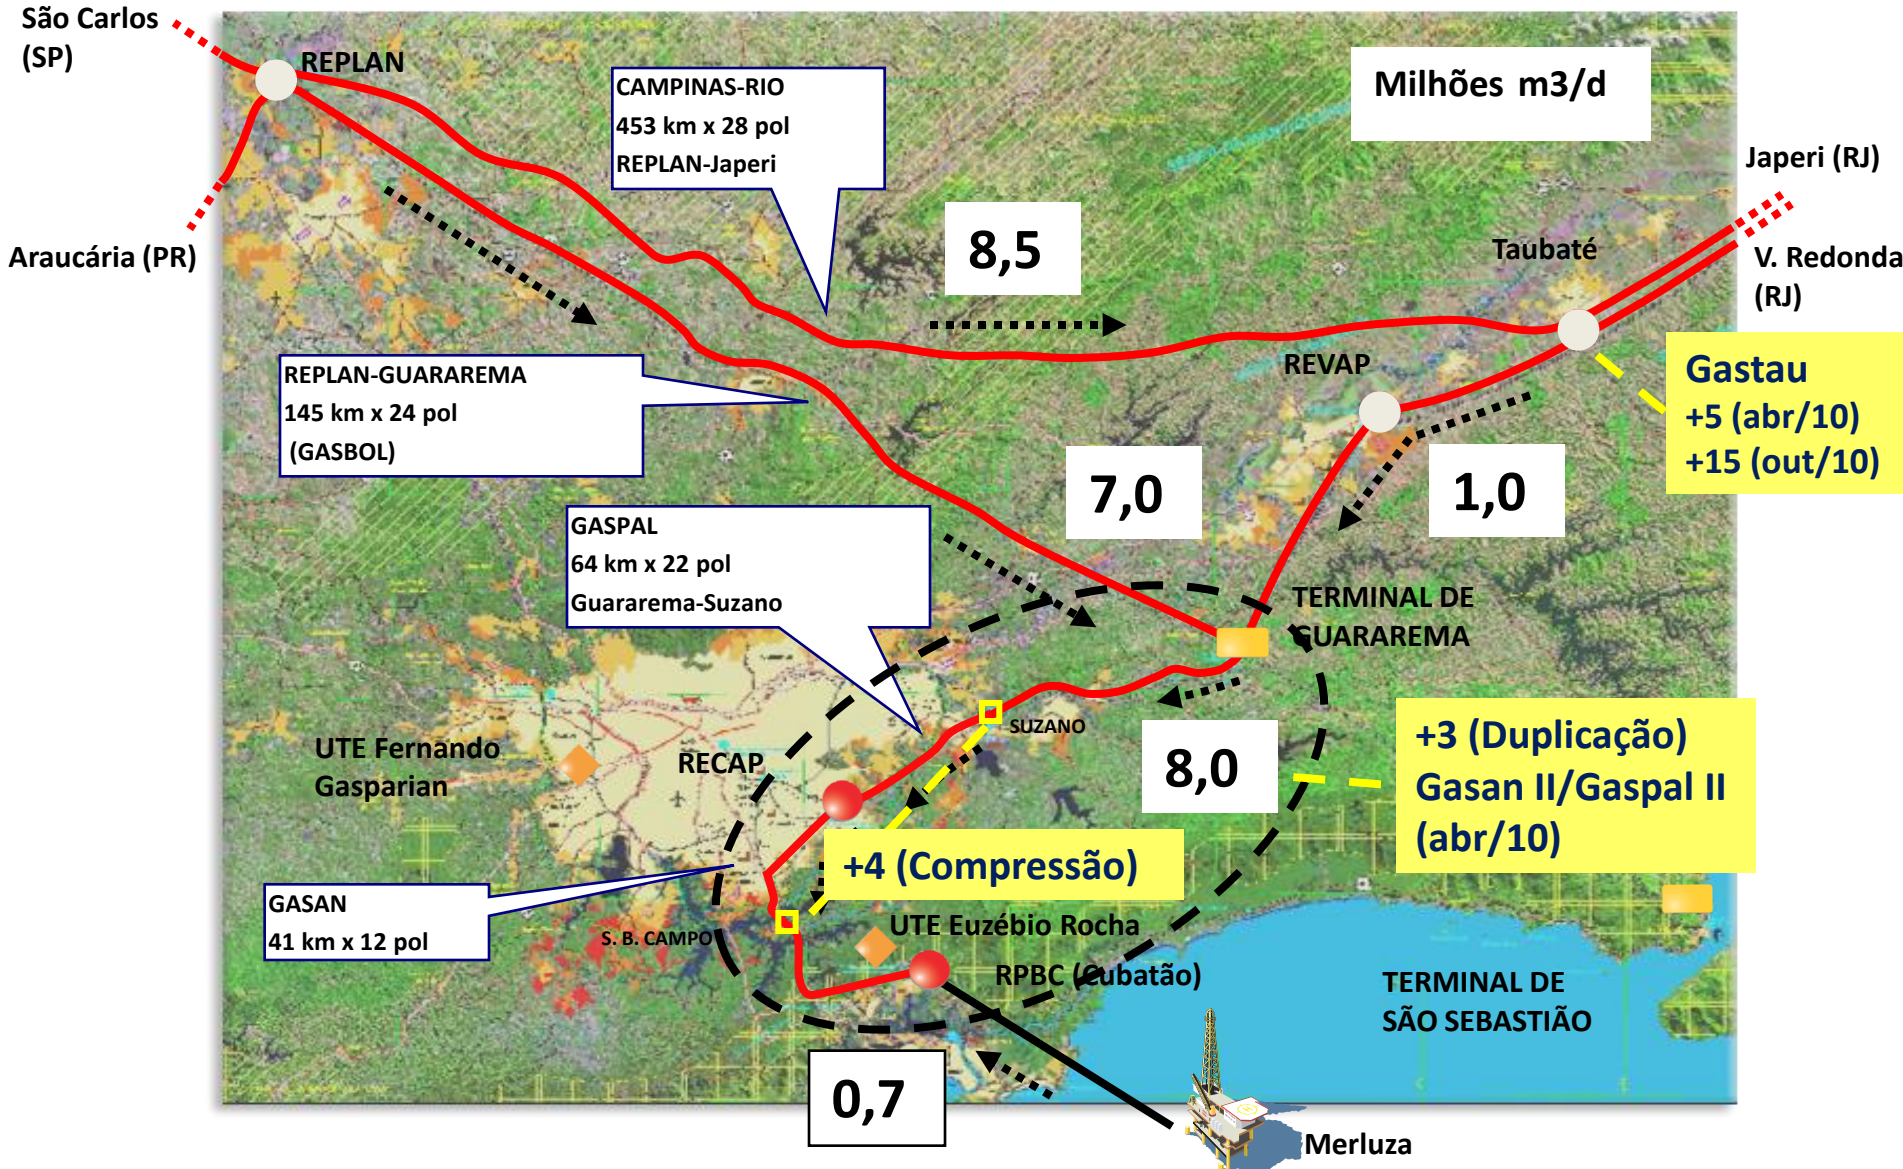 São Carlos
(SP)
REPLAN
CAMPINAS-RIO
453 km x 28 pol
REPLAN-Japeri
Milhões m3/d
Japeri (RJ)
Araucária (PR)
8,5
Taubaté
V. Redonda
(RJ)
REPLAN-GUARAREMA
145 km x 24 pol
(GASBOL)
REVAP
Gastau
+5 (abr/10)
+15 (out/10)
7,0
1,0
GASPAL
64 km x 22 pol
Guararema-Suzano
TERMINAL DE
GUARAREMA
SUZANO
UTE Fernando
Gasparian
RECAP
8,0
+3 (Duplicação)
Gasan II/Gaspal II
(abr/10)
+4 (Compressão)
GASAN
41 km x 12 pol
S. B. CAMPO
UTE Euzébio Rocha
RPBC (Cubatão)
TERMINAL DE
SÃO SEBASTIÃO
0,7
Merluza